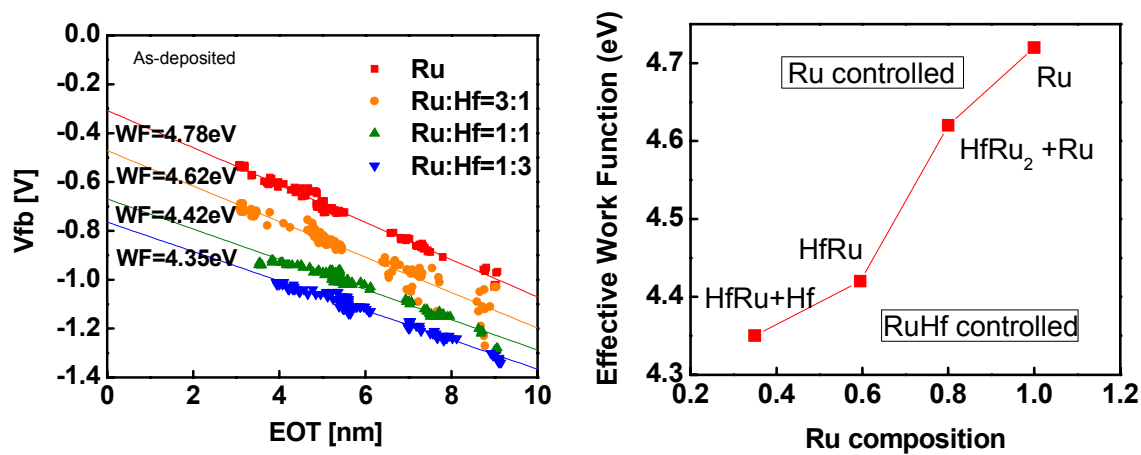 0.0
-0.2
-0.4
-0.6
-0.8
-1.0
-1.2
-1.4
Vfb [V]
As-deposited
Ru
Ru:Hf=3:1
Ru:Hf=1:1
Ru:Hf=1:3
WF=4.78eV
WF=4.62eV
WF=4.42eV
WF=4.35eV
0 2 4 6 8 10
EOT [nm]
Effective Work Function (eV)
4.7
4.6
4.5
4.4
4.3
Ru controlled
Ru
HfRu₂ +Ru
HfRu
HfRu+Hf
RuHf controlled
0.2 0.4 0.6 0.8 1.0 1.2
Ru composition